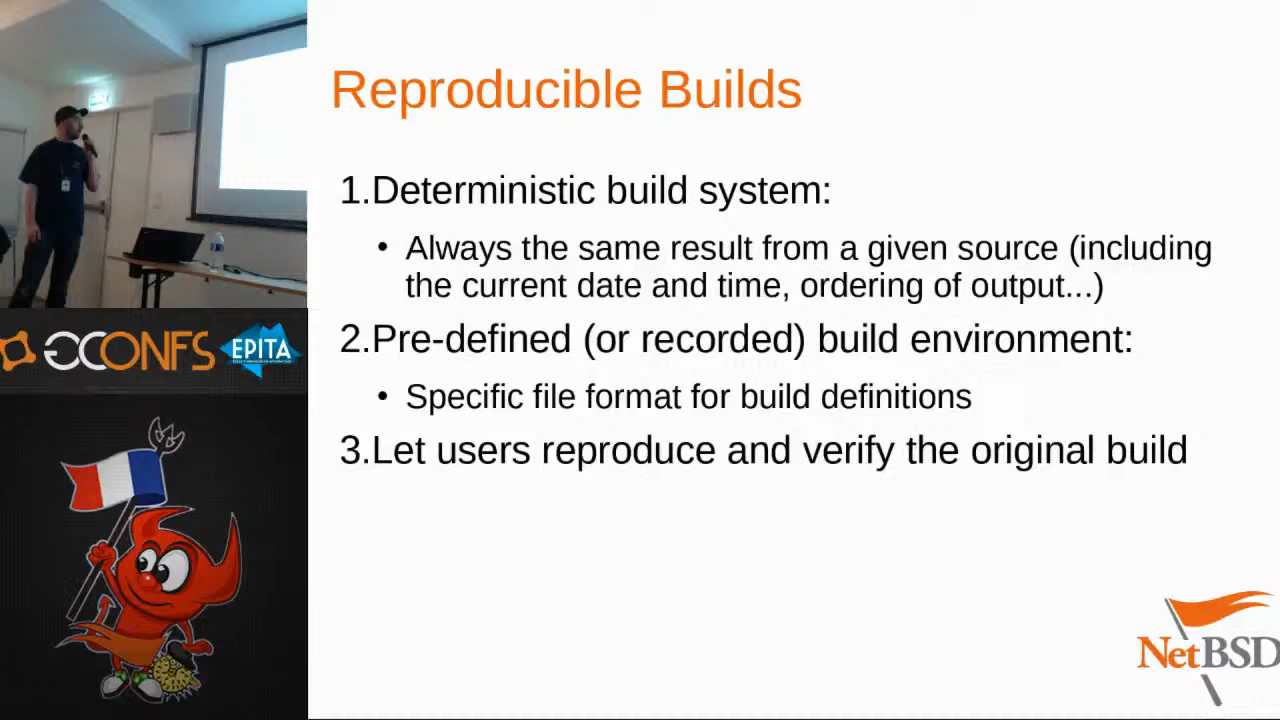 Reproducible Builds
1.Deterministic build system:
• Always the same result from a given source (including
the current date and time, ordering of output...)
2.Pre-defined (or recorded) build environment:
• Specific file format for build definitions
3.Let users reproduce and verify the original build
GCONFS
EPITA
NetBSD